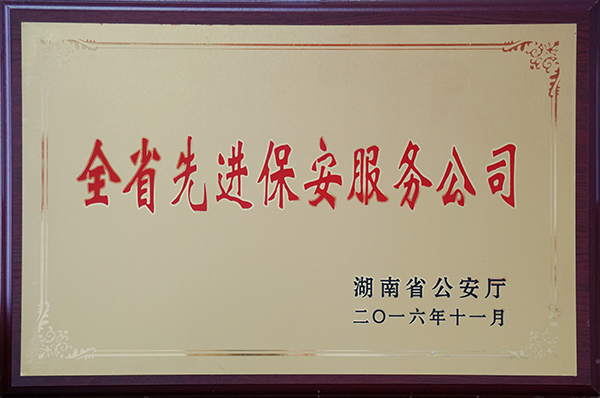 全省先进保安服务公司
湖南省公安厅
二〇一六年十一月